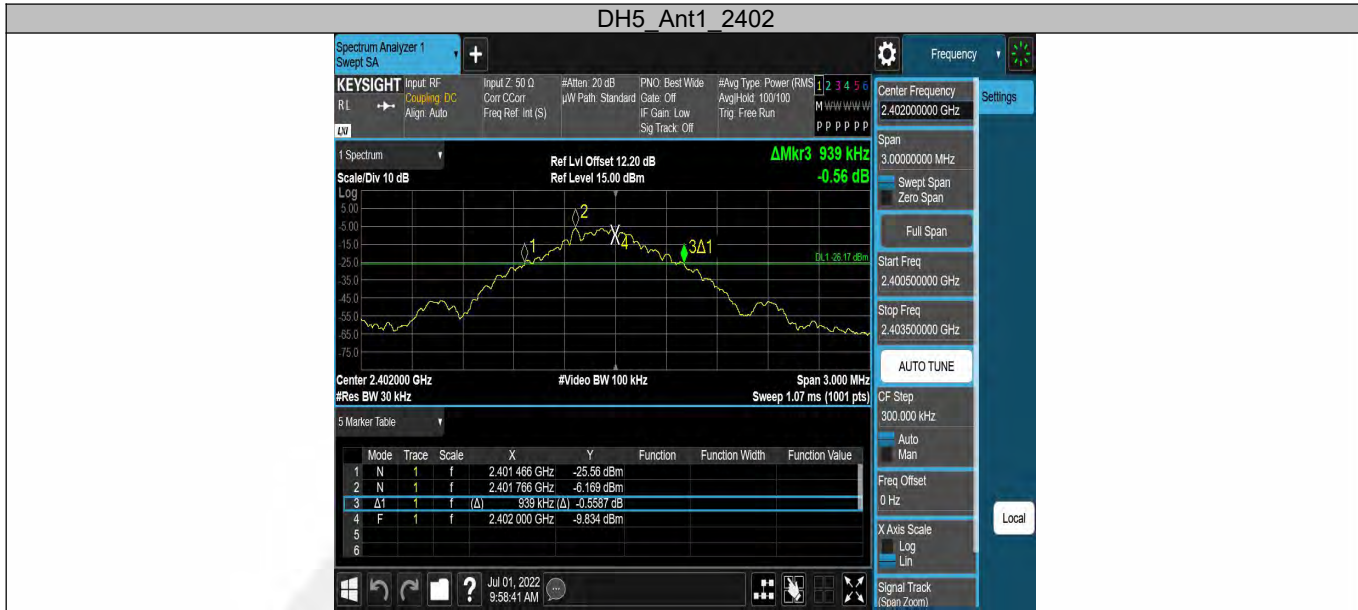 DH5_Ant1_2402
Spectrum Analyzer 1
Swept SA
+
Frequency
KEYSIGHT
R L
LXI
Input: RF
Coupling: DC
Align: Auto
Input Z: 50 Ω
Corr CCorr
Freq Ref: Int (S)
#Atten: 20 dB
µW Path: Standard
PNO: Best Wide
Gate: Off
IF Gain: Low
Sig Track: Off
#Avg Type: Power (RMS
Avg|Hold: 100/100
Trig: Free Run
1 2 3 4 5 6
M W W W W W
P P P P P P
1 Spectrum
Scale/Div 10 dB
Ref Lvl Offset 12.20 dB
Ref Level 15.00 dBm
ΔMkr3 939 kHz
-0.56 dB
Log
5.00
-5.00
-15.0
-25.0
-35.0
-45.0
-55.0
-65.0
-75.0
1
2
4
3Δ1
DL1 -26.17 dBm
Center 2.402000 GHz
#Video BW 100 kHz
Span 3.000 MHz
#Res BW 30 kHz
Sweep 1.07 ms (1001 pts)
5 Marker Table
Mode Trace Scale X Y Function Function Width Function Value
1 N 1 f 2.401 466 GHz -25.56 dBm
2 N 1 f 2.401 766 GHz -6.169 dBm
3 Δ1 1 f (Δ) 939 kHz (Δ) -0.5587 dB
4 F 1 f 2.402 000 GHz -9.834 dBm
5
6
?
Jul 01, 2022
9:58:41 AM
Center Frequency
2.402000000 GHz
Settings
Span
3.00000000 MHz
Swept Span
Zero Span
Full Span
Start Freq
2.400500000 GHz
Stop Freq
2.403500000 GHz
AUTO TUNE
CF Step
300.000 kHz
Auto
Man
Freq Offset
0 Hz
X Axis Scale
Log
Lin
Local
Signal Track
(Span Zoom)